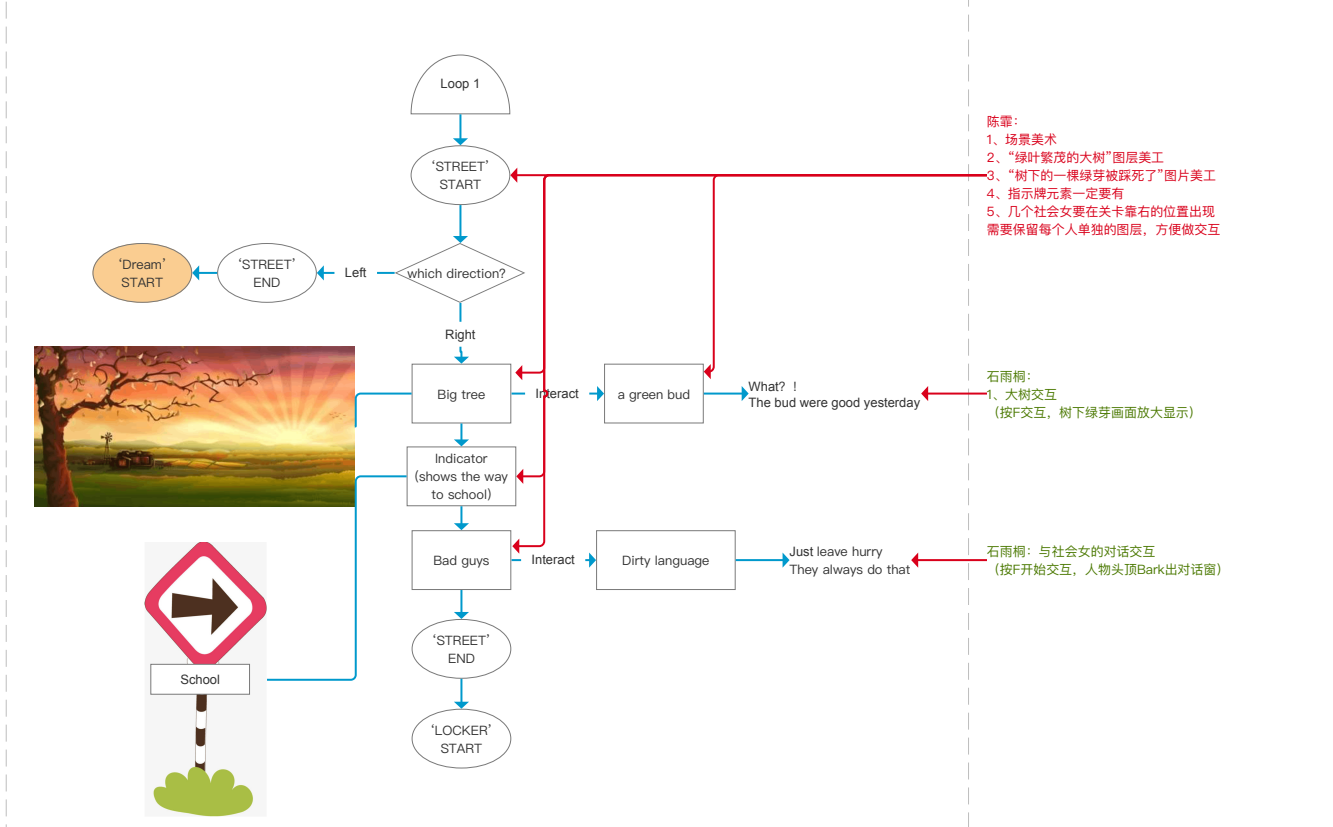 Loop 1
‘STREET’
START
which direction?
Left
‘STREET’
END
‘Dream’
START
Right
Big tree
Interact
a green bud
What？！
The bud were good yesterday
Indicator
(shows the way
to school)
Bad guys
Interact
Dirty language
Just leave hurry
They always do that
‘STREET’
END
‘LOCKER’
START
School
陈霏：
1、场景美术
2、“绿叶繁茂的大树”图层美工
3、“树下的一棵绿芽被踩死了”图片美工
4、指示牌元素一定要有
5、几个社会女要在关卡靠右的位置出现
需要保留每个人单独的图层，方便做交互
石雨桐：
1、大树交互
（按F交互，树下绿芽画面放大显示）
石雨桐：与社会女的对话交互
（按F开始交互，人物头顶Bark出对话窗）